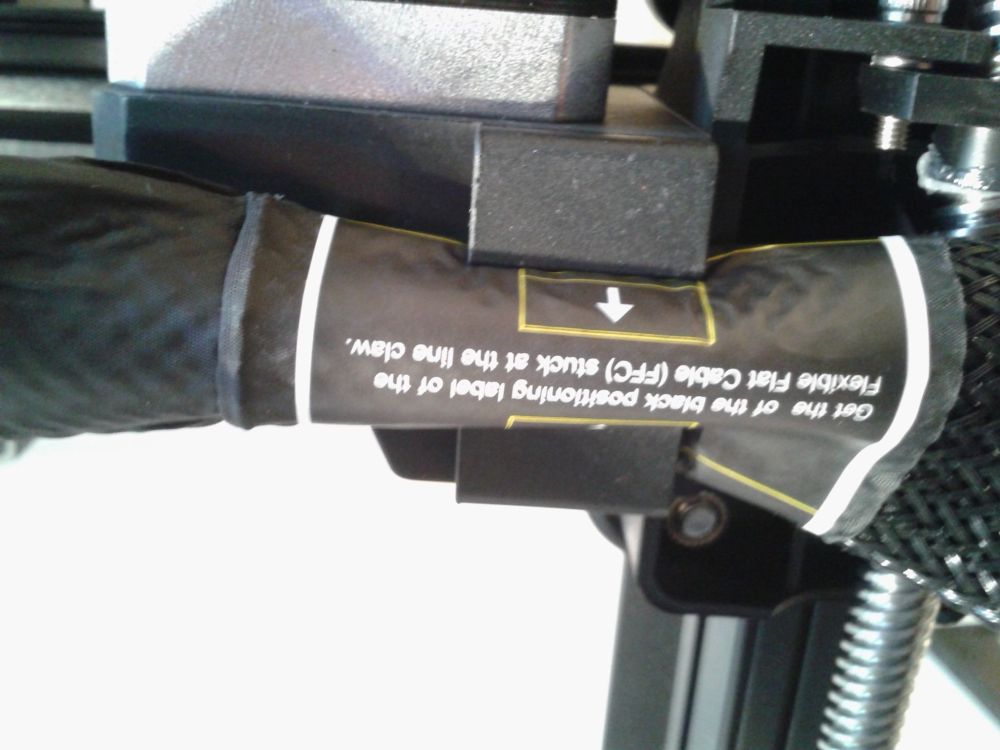 Get the of the black positioning label of the
Flexible Flat Cable (FFC) stuck at the line claw.